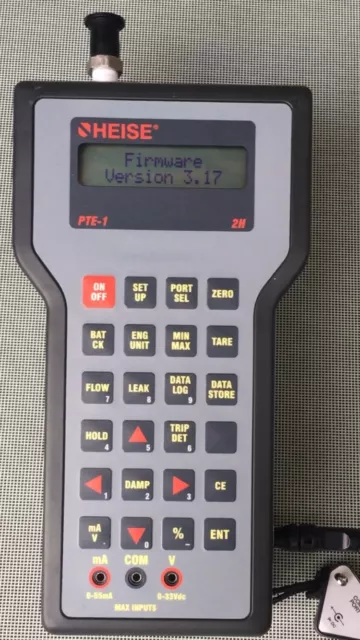 HEISE®
Firmware
Version 3.17
PTE-1 2H
ON OFF
SET UP
PORT SEL
ZERO
BAT CK
ENG UNIT
MIN MAX
TARE
FLOW 7
LEAK 8
DATA LOG 9
DATA STORE
HOLD 4
5
TRIP DET 6
1
DAMP 2
3
CE
mA V .
0
% -
ENT
mA COM V
0-55mA 0-33Vdc
MAX INPUTS